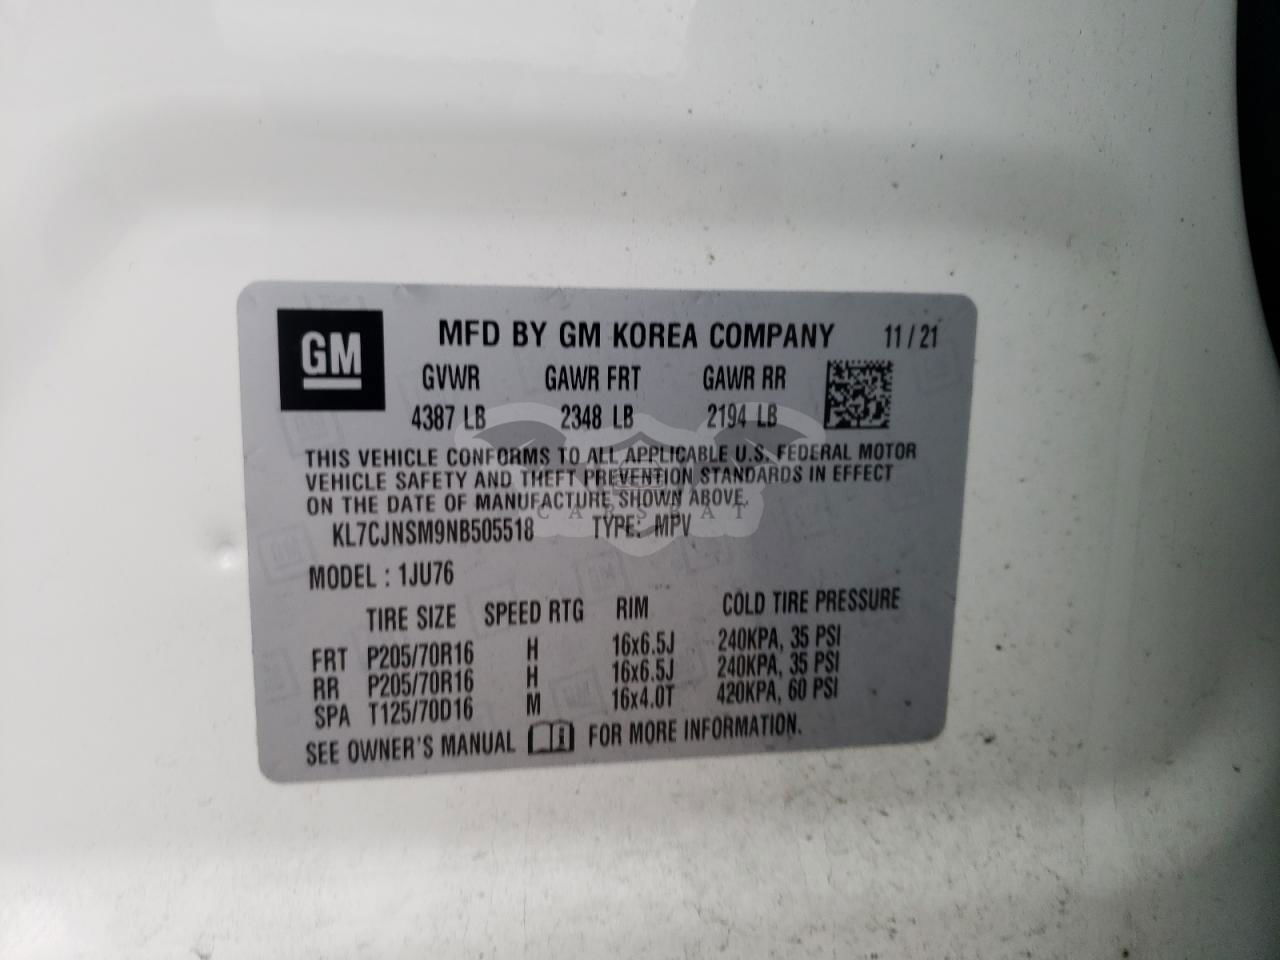 GM
MFD BY GM KOREA COMPANY 11/21
GVWR GAWR FRT GAWR RR
4387 LB 2348 LB 2194 LB
THIS VEHICLE CONFORMS TO ALL APPLICABLE U.S. FEDERAL MOTOR
VEHICLE SAFETY AND THEFT PREVENTION STANDARDS IN EFFECT
ON THE DATE OF MANUFACTURE SHOWN ABOVE.
CARSBAT
KL7CJNSM9NB505518 TYPE: MPV
MODEL : 1JU76
TIRE SIZE SPEED RTG RIM COLD TIRE PRESSURE
FRT P205/70R16 H 16x6.5J 240KPA, 35 PSI
RR P205/70R16 H 16x6.5J 240KPA, 35 PSI
SPA T125/70D16 M 16x4.0T 420KPA, 60 PSI
SEE OWNER'S MANUAL FOR MORE INFORMATION.